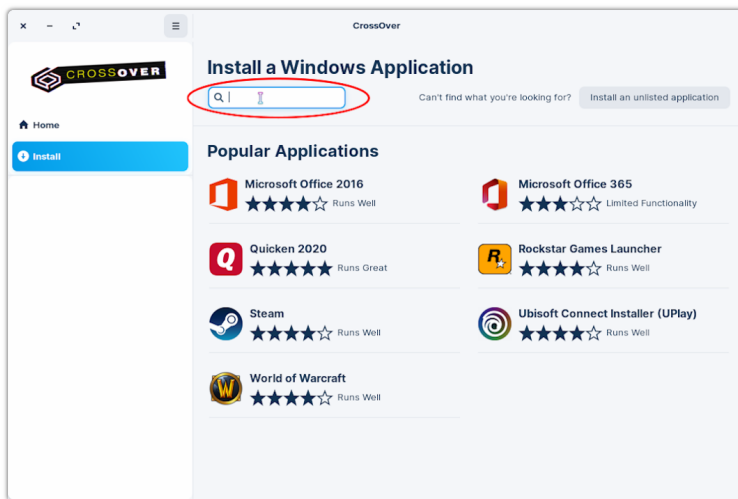 CrossOver
CROSSOVER
Install a Windows Application
Can't find what you're looking for? Install an unlisted application
Home
Install
Popular Applications
Microsoft Office 2016
Runs Well
Microsoft Office 365
Limited Functionality
Quicken 2020
Runs Great
Rockstar Games Launcher
Runs Well
Steam
Runs Well
Ubisoft Connect Installer (UPlay)
Runs Well
World of Warcraft
Runs Well